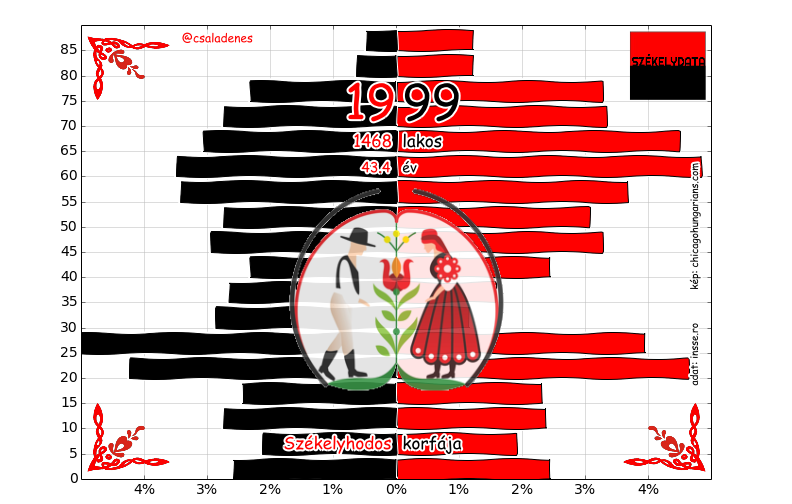 @csaladenes
SZÉKELYDATA
1999
1468 lakos
43.4 év
kép: chicagohungarians.com
adat: insse.ro
Székelyhodos korfája
85
80
75
70
65
60
55
50
45
40
35
30
25
20
15
10
5
0
4% 3% 2% 1% 0% 1% 2% 3% 4%